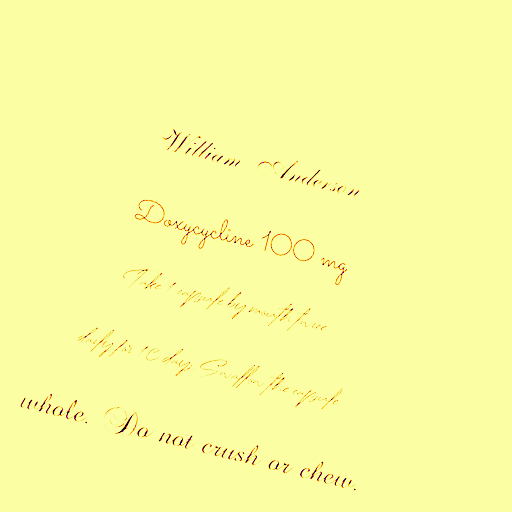 William Anderson
Doxycycline 100 mg
Take 1 capsule by mouth twice
daily for 10 days. Swallow the capsule
whole. Do not crush or chew.